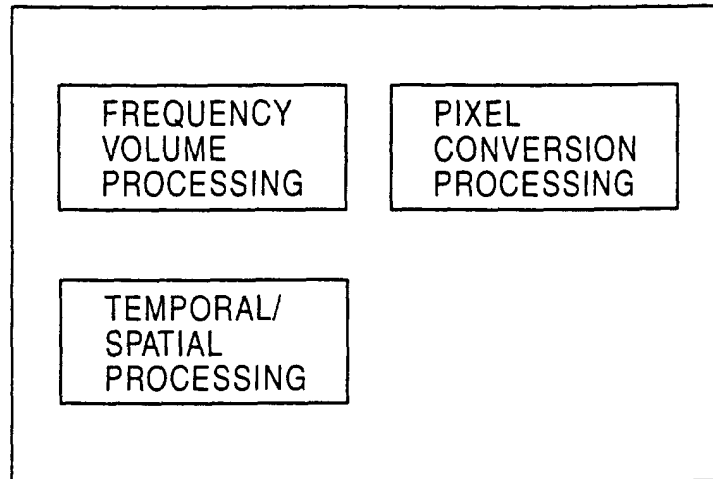 FREQUENCY
VOLUME
PROCESSING
PIXEL
CONVERSION
PROCESSING
TEMPORAL/
SPATIAL
PROCESSING